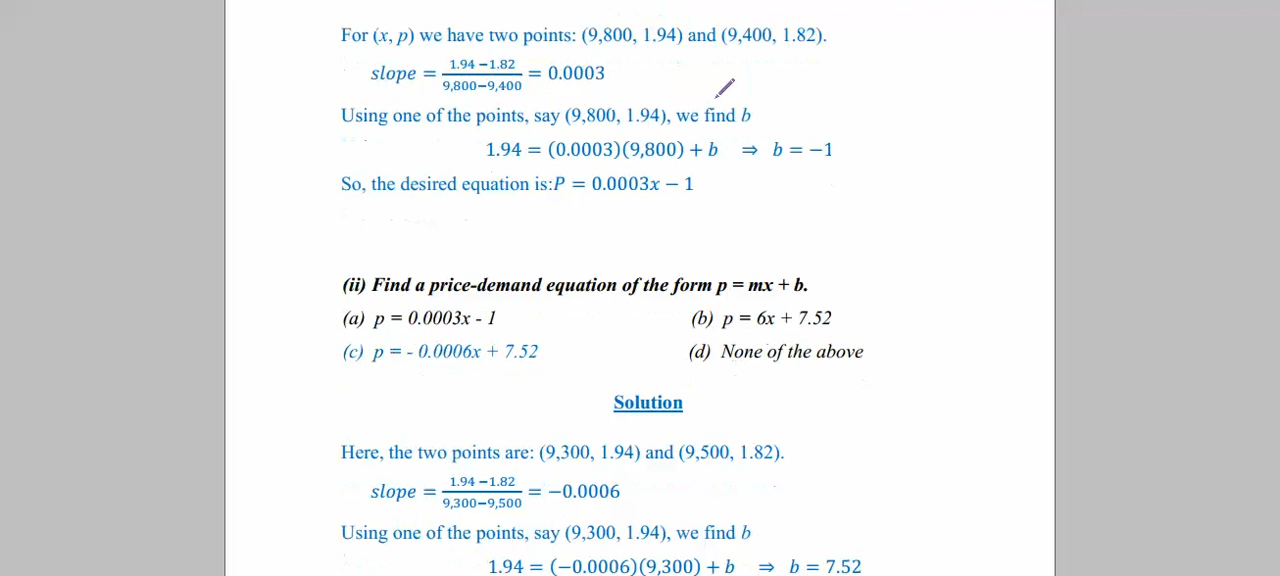 For (x, p) we have two points: (9,800, 1.94) and (9,400, 1.82).
slope = \frac{1.94 −1.82}{9,800−9,400} = 0.0003
Using one of the points, say (9,800, 1.94), we find b
1.94 = (0.0003)(9,800) + b ⇒ b = −1
So, the desired equation is:P = 0.0003x − 1
(ii) Find a price-demand equation of the form p = mx + b.
(a) p = 0.0003x - 1 (b) p = 6x + 7.52
(c) p = - 0.0006x + 7.52 (d) None of the above
Solution
Here, the two points are: (9,300, 1.94) and (9,500, 1.82).
slope = \frac{1.94 −1.82}{9,300−9,500} = −0.0006
Using one of the points, say (9,300, 1.94), we find b
1.94 = (−0.0006)(9,300) + b ⇒ b = 7.52